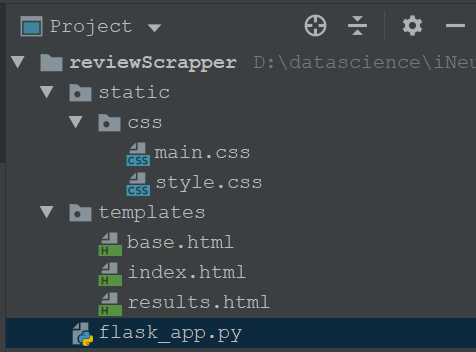 Project
reviewScrapper D:\datascience\iNeu
static
css
main.css
style.css
templates
base.html
index.html
results.html
flask_app.py